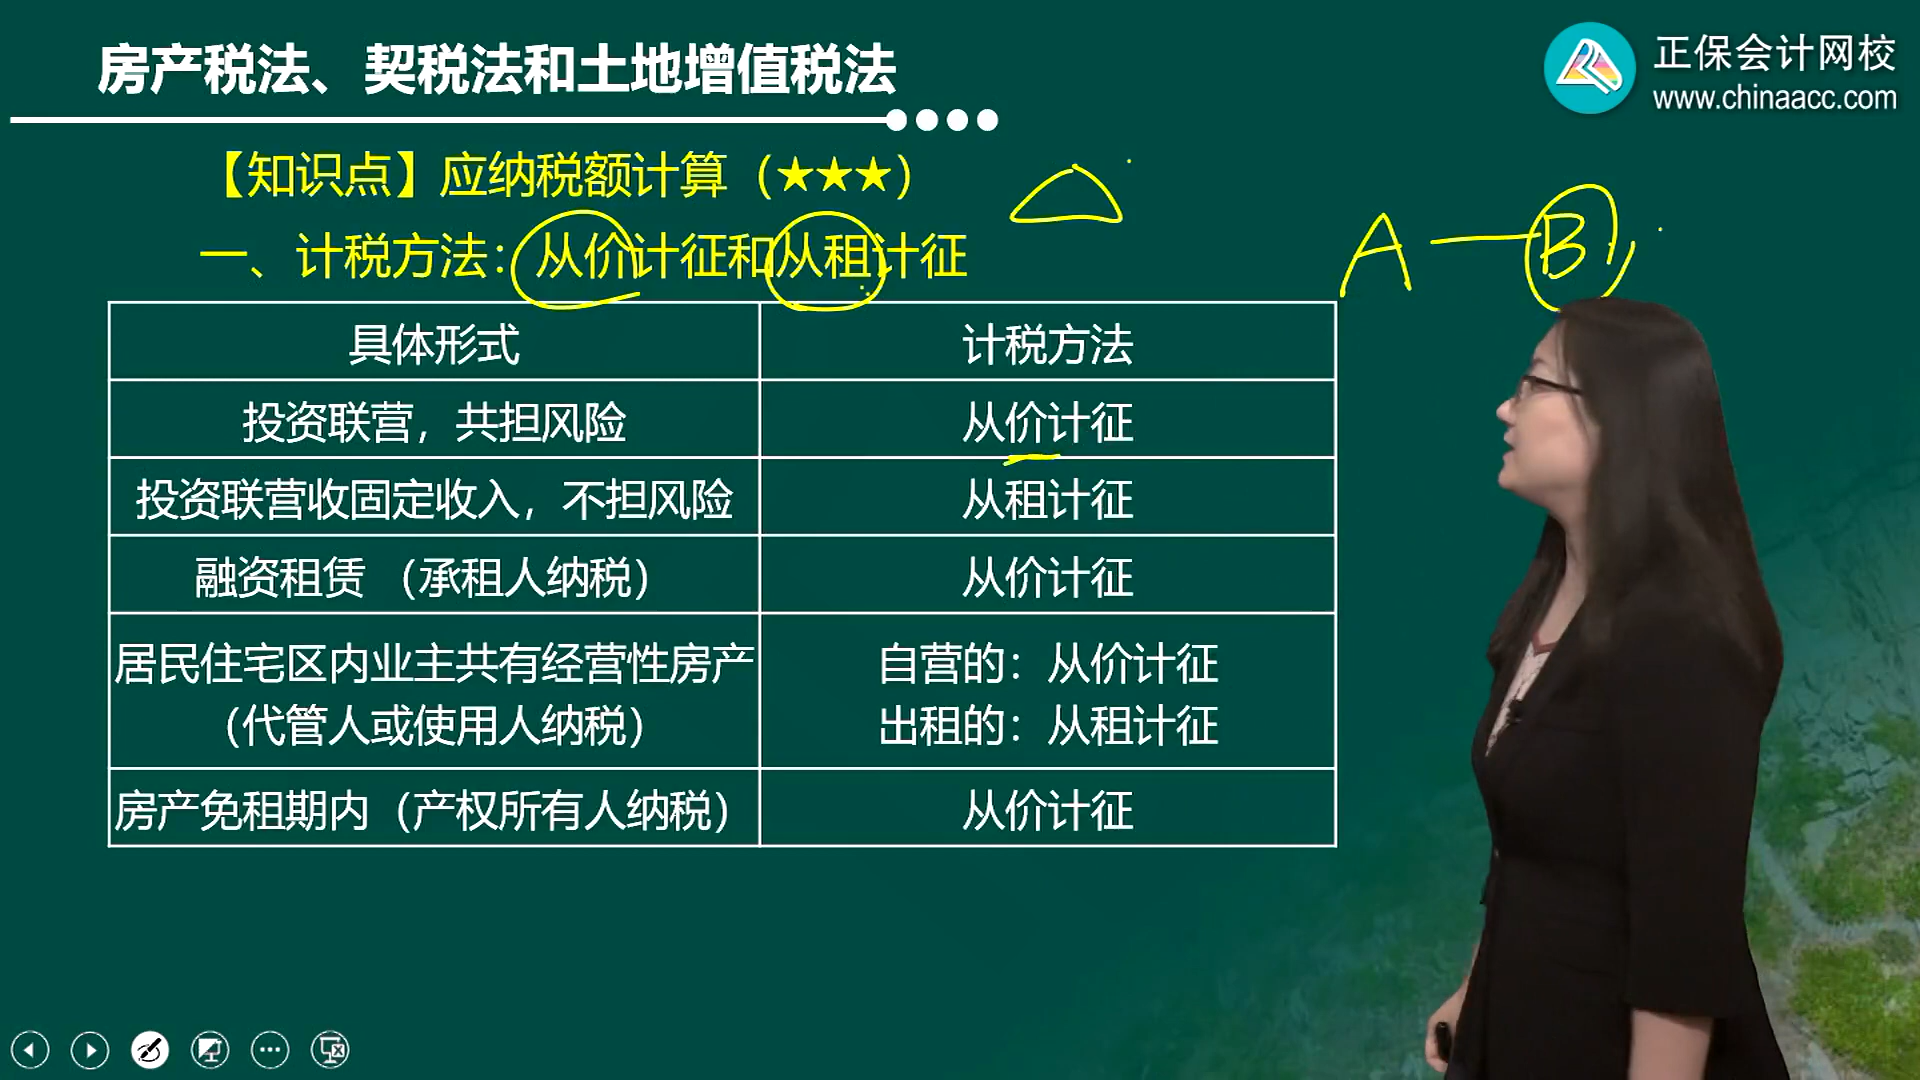 房产税法、契税法和土地增值税法
正保会计网校
www.chinaacc.com
【知识点】应纳税额计算（★★★）
一、计税方法：从价计征和从租计征
A — B
具体形式 计税方法
投资联营，共担风险 从价计征
投资联营收固定收入，不担风险 从租计征
融资租赁（承租人纳税） 从价计征
居民住宅区内业主共有经营性房产 自营的：从价计征
（代管人或使用人纳税） 出租的：从租计征
房产免租期内（产权所有人纳税） 从价计征